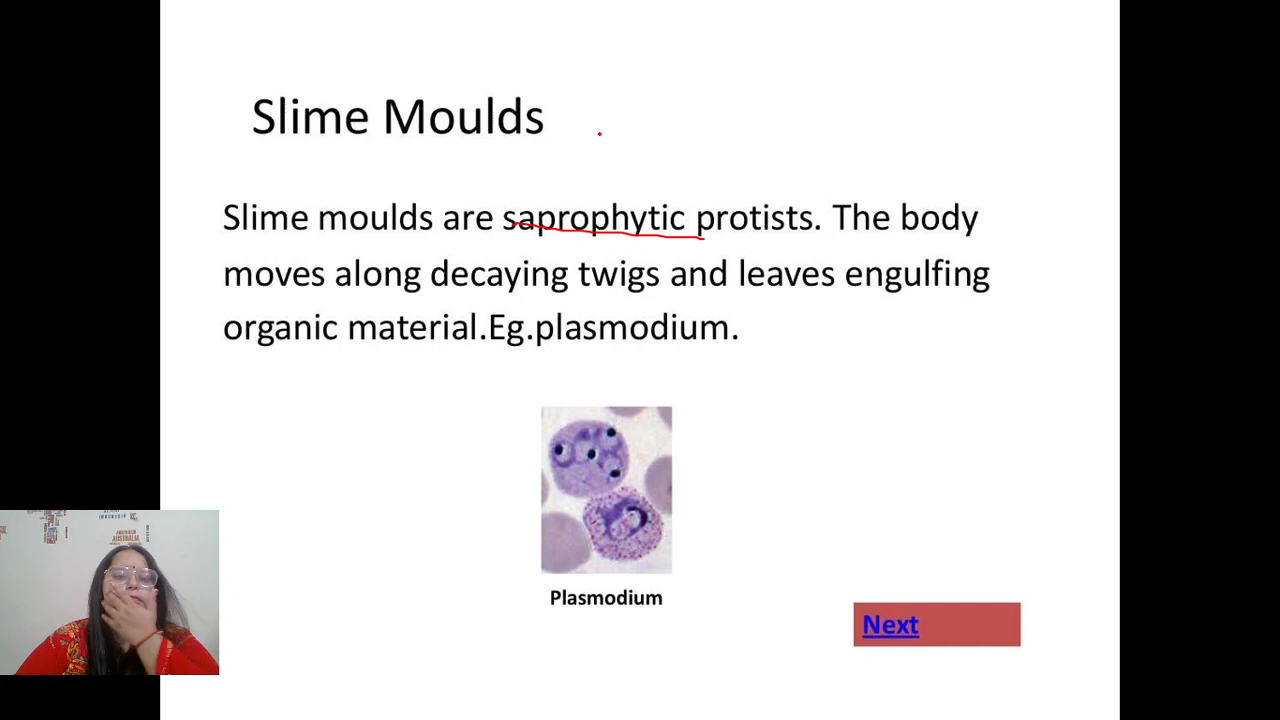 Slime Moulds
Slime moulds are saprophytic protists. The body
moves along decaying twigs and leaves engulfing
organic material.Eg.plasmodium.
Plasmodium
Next